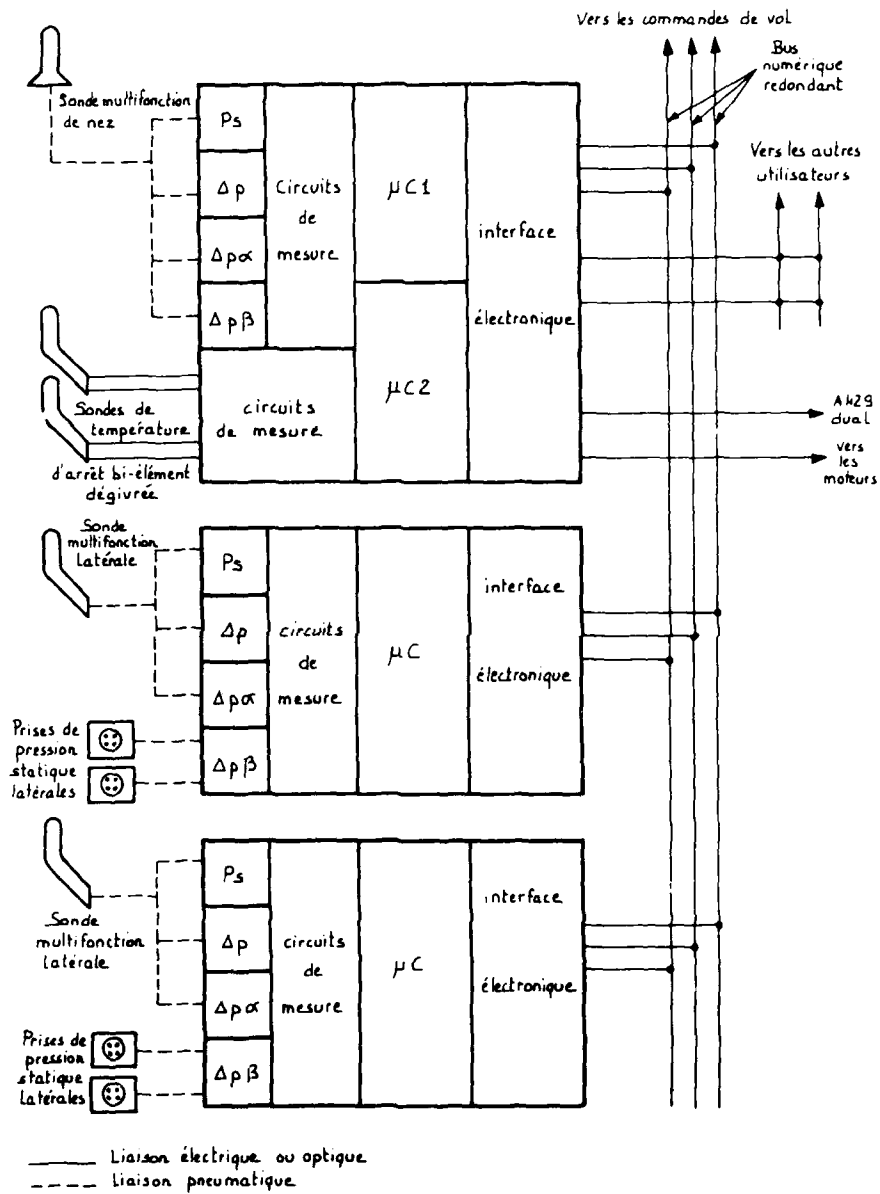 Vers les commandes de vol
Bus
numérique
redondant
Vers les autres
utilisateurs
Sonde multifonction
de nez
Ps
Δp
Δpα
Δpβ
Circuits
de
mesure
μC1
μC2
interface
électronique
circuits
de mesure
Sondes de
température
d'arrêt bi-élément
dégivrée
A429
dual
vers
les
moteurs
Sonde
multifonction
Latérale
Ps
Δp
Δpα
Δpβ
circuits
de
mesure
μC
interface
électronique
Prises de
pression
statique
latérales
Sonde
multifonction
latérale
Ps
Δp
Δpα
Δpβ
circuits
de
mesure
μC
interface
électronique
Prises de
pression
statique
latérales
Liaison électrique ou optique
Liaison pneumatique